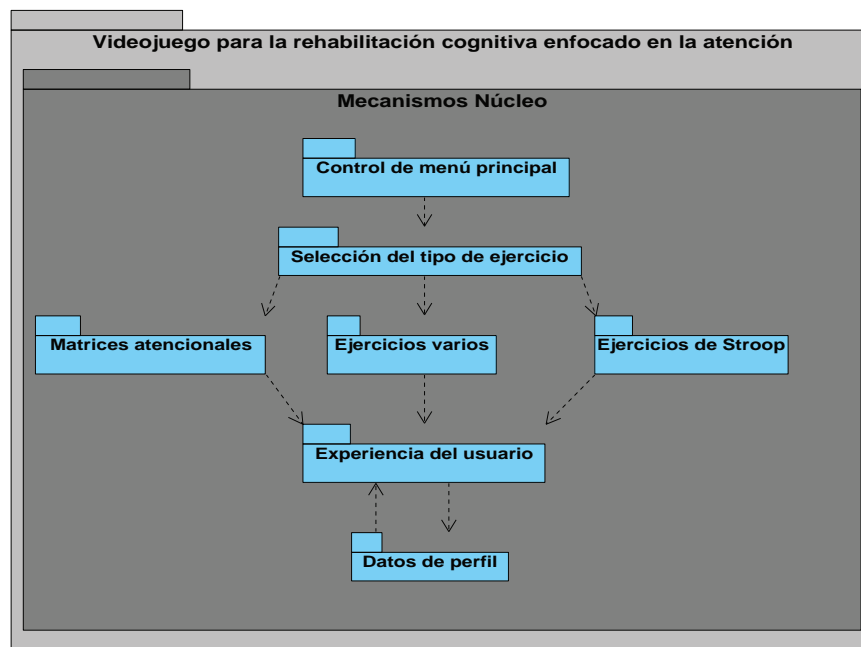 Videojuego para la rehabilitación cognitiva enfocado en la atención
Mecanismos Núcleo
Control de menú principal
Selección del tipo de ejercicio
Matrices atencionales
Ejercicios varios
Ejercicios de Stroop
Experiencia del usuario
Datos de perfil